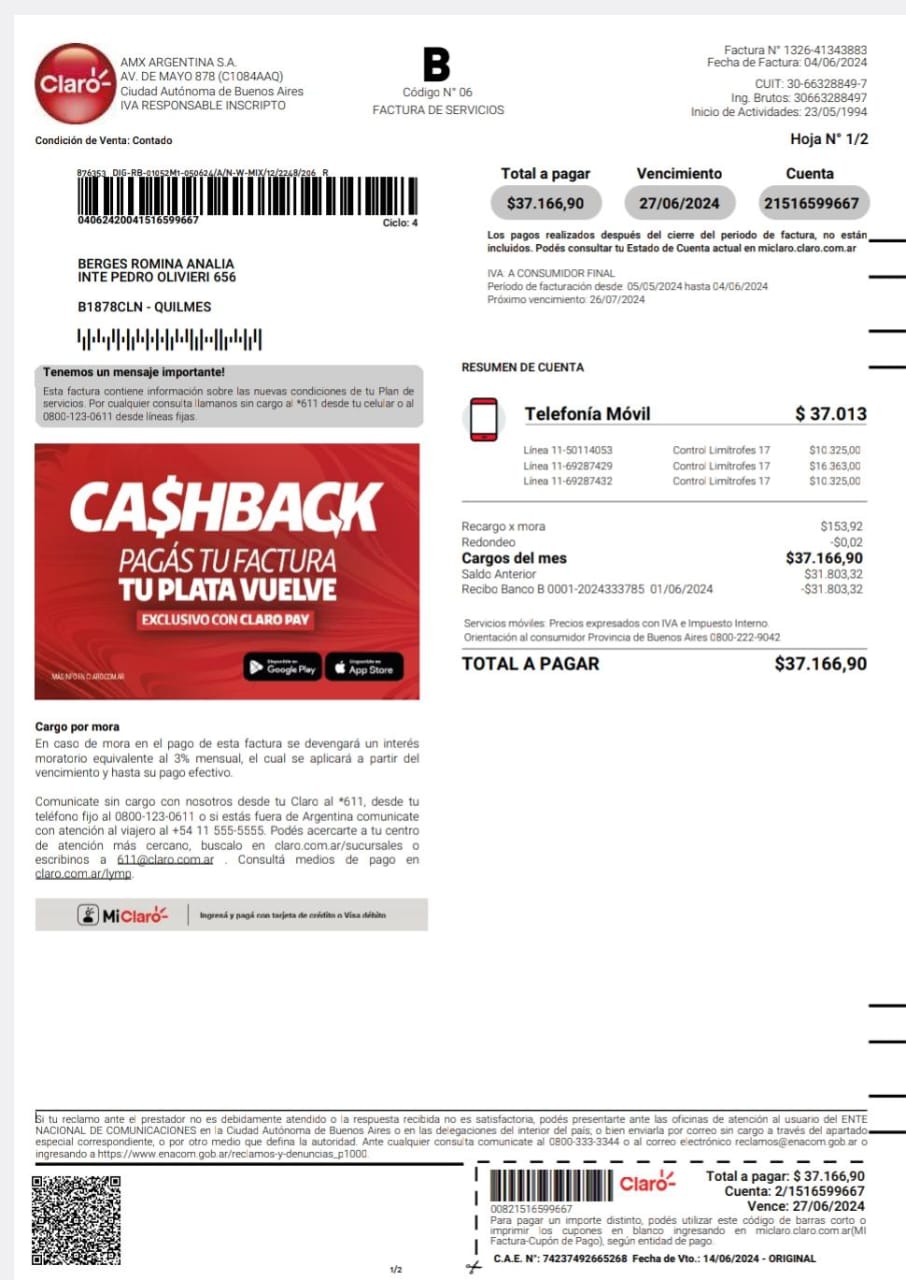 Claro
AMX ARGENTINA S.A.
AV. DE MAYO 878 (C1084AAQ)
Ciudad Autónoma de Buenos Aires
IVA RESPONSABLE INSCRIPTO
B
Código N° 06
FACTURA DE SERVICIOS
Factura N° 1326-41343883
Fecha de Factura: 04/06/2024
CUIT: 30-66328849-7
Ing. Brutos: 30663288497
Inicio de Actividades: 23/05/1994
Condición de Venta: Contado
Hoja N° 1/2
876353 DIG-RB-01052M1-050624/A/N-W-MIX/12/2248/206 R
04062420041516599667
Ciclo: 4
Total a pagar Vencimiento Cuenta
$37.166,90 27/06/2024 21516599667
Los pagos realizados después del cierre del periodo de factura, no están
incluidos. Podés consultar tu Estado de Cuenta actual en miclaro.claro.com.ar
BERGES ROMINA ANALIA
INTE PEDRO OLIVIERI 656
B1878CLN - QUILMES
IVA: A CONSUMIDOR FINAL
Período de facturación desde: 05/05/2024 hasta 04/06/2024
Próximo vencimiento: 26/07/2024
Tenemos un mensaje importante!
Esta factura contiene información sobre las nuevas condiciones de tu Plan de
servicios. Por cualquier consulta llamanos sin cargo al *611 desde tu celular o al
0800-123-0611 desde líneas fijas.
CA$HBACK
PAGÁS TU FACTURA
TU PLATA VUELVE
EXCLUSIVO CON CLARO PAY
MÁS INFO EN CLARO.COM.AR
Disponible en
Google Play
Disponible en
App Store
RESUMEN DE CUENTA
Telefonía Móvil $ 37.013
Línea 11-50114053 Control Limítrofes 17 $10.325,00
Línea 11-69287429 Control Limítrofes 17 $16.363,00
Línea 11-69287432 Control Limítrofes 17 $10.325,00
Recargo x mora $153,92
Redondeo -$0,02
Cargos del mes $37.166,90
Saldo Anterior $31.803,32
Recibo Banco B 0001-2024333785 01/06/2024 -$31.803,32
Servicios móviles: Precios expresados con IVA e Impuesto Interno.
Orientación al consumidor Provincia de Buenos Aires 0800-222-9042
TOTAL A PAGAR $37.166,90
Cargo por mora
En caso de mora en el pago de esta factura se devengará un interés
moratorio equivalente al 3% mensual, el cual se aplicará a partir del
vencimiento y hasta su pago efectivo.
Comunicate sin cargo con nosotros desde tu Claro al *611, desde tu
teléfono fijo al 0800-123-0611 o si estás fuera de Argentina comunicate
con atención al viajero al +54 11 555-5555. Podés acercarte a tu centro
de atención más cercano, buscalo en claro.com.ar/sucursales o
escribinos a 611@claro.com.ar . Consultá medios de pago en
claro.com.ar/lymp.
MiClaro Ingresá y pagá con tarjeta de crédito o Visa débito
Si tu reclamo ante el prestador no es debidamente atendido o la respuesta recibida no es satisfactoria, podés presentarte ante las oficinas de atención al usuario del ENTE
NACIONAL DE COMUNICACIONES en la Ciudad Autónoma de Buenos Aires o en las delegaciones del interior del país, o bien enviarla por correo sin cargo a través del apartado
especial correspondiente, o por otro medio que defina la autoridad. Ante cualquier consulta comunicate al 0800-333-3344 o al correo electrónico reclamos@enacom.gob.ar o
ingresando a https://www.enacom.gob.ar/reclamos-y-denuncias_p1000.
00821516599667
Claro
Total a pagar: $ 37.166,90
Cuenta: 2/1516599667
Vence: 27/06/2024
Para pagar un importe distinto, podés utilizar este código de barras corto o
imprimir los cupones en blanco ingresando en miclaro.com.ar(MI
Factura-Cupón de Pago), según entidad de pago.
C.A.E. N°: 74237492665268 Fecha de Vto.: 14/06/2024 - ORIGINAL
1/2